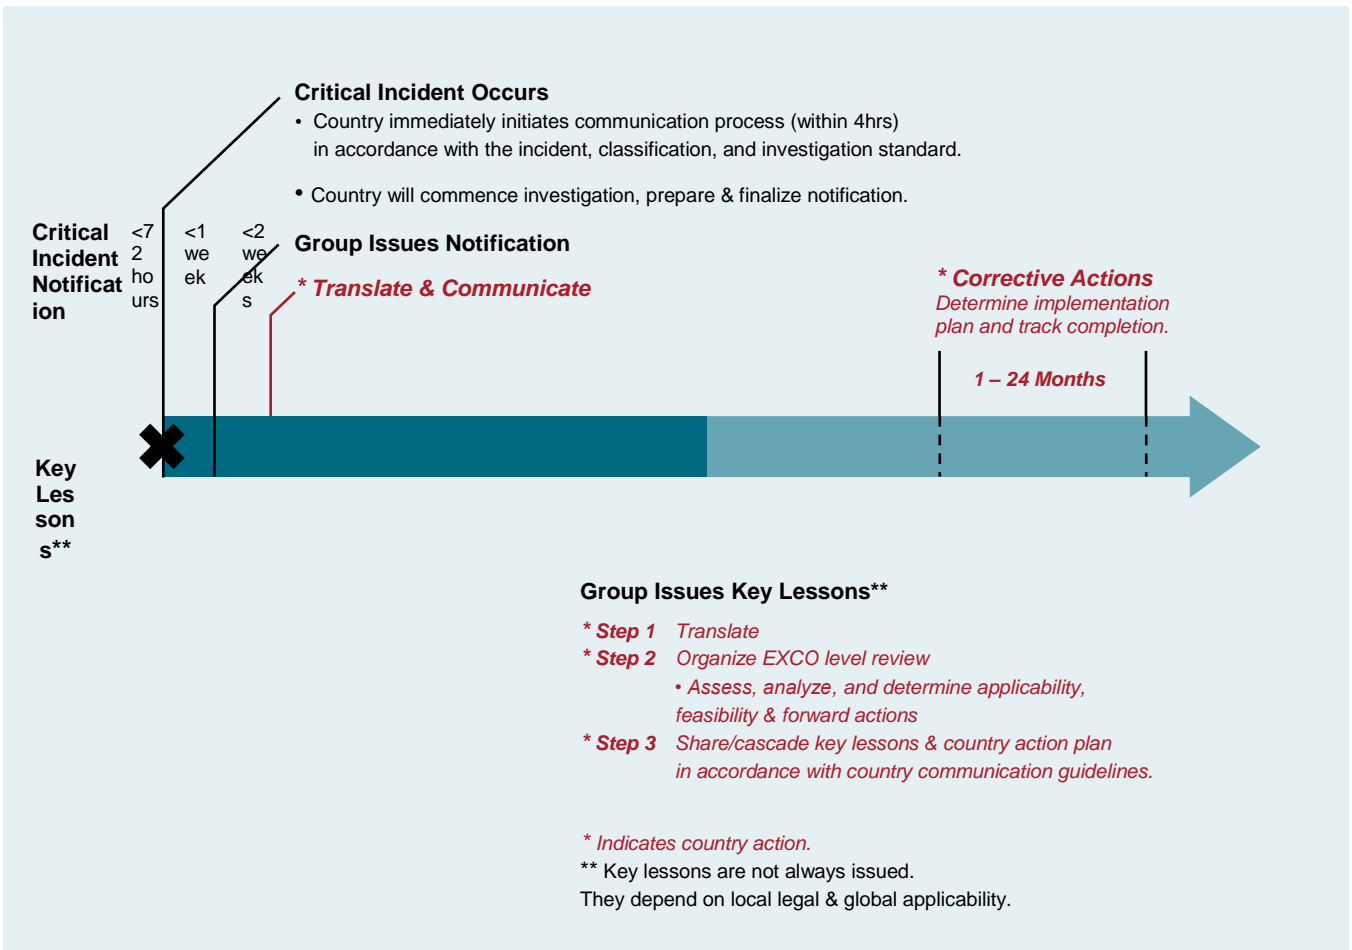 Critical Incident Occurs
• Country immediately initiates communication process (within 4hrs)
in accordance with the incident, classification, and investigation standard.
• Country will commence investigation, prepare & finalize notification.
Critical
Incident
Notificat
ion
<7
2
ho
urs
<1
we
ek
<2
we
ek
s
Group Issues Notification
* Translate & Communicate
* Corrective Actions
Determine implementation
plan and track completion.
1 – 24 Months
Key
Les
son
s**
Group Issues Key Lessons**
* Step 1 Translate
* Step 2 Organize EXCO level review
• Assess, analyze, and determine applicability,
feasibility & forward actions
* Step 3 Share/cascade key lessons & country action plan
in accordance with country communication guidelines.
* Indicates country action.
** Key lessons are not always issued.
They depend on local legal & global applicability.